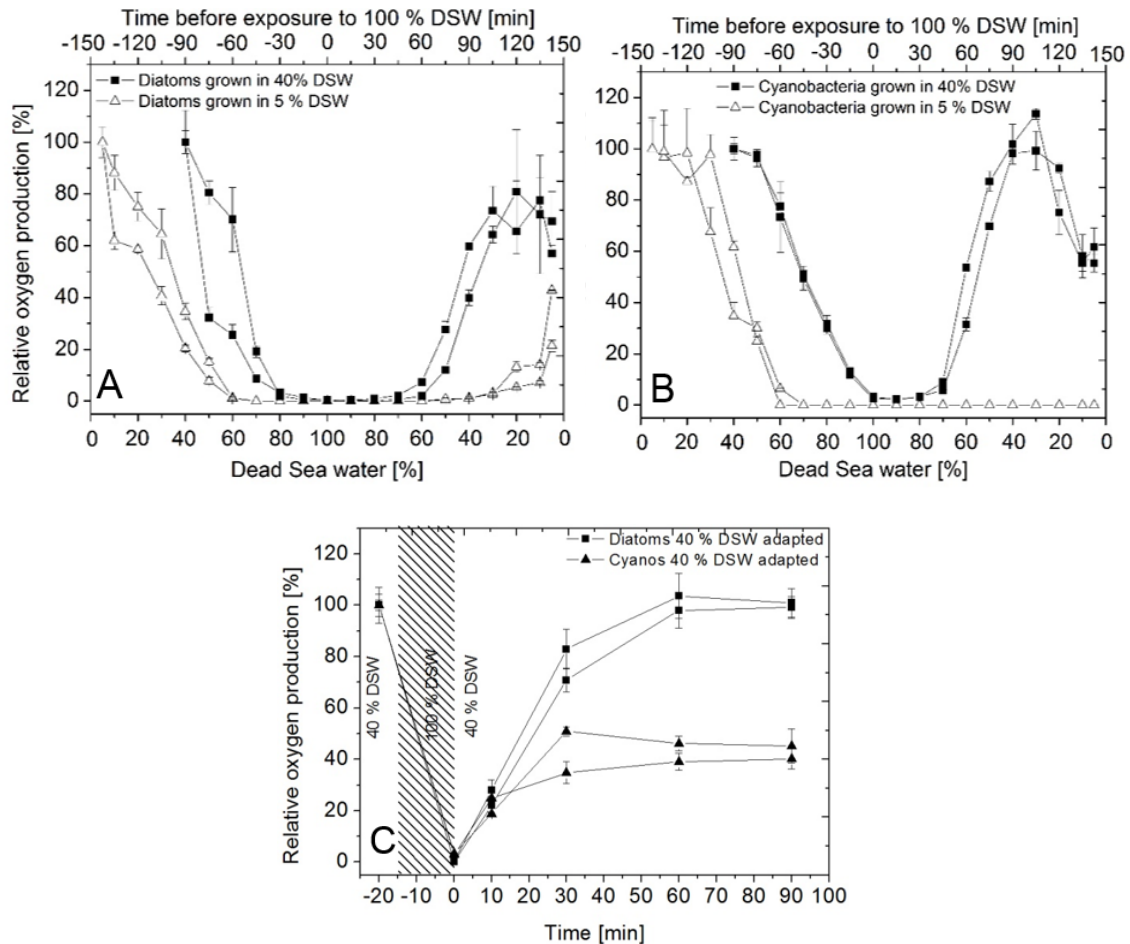 Time before exposure to 100 % DSW [min]
-150 -120 -90 -60 -30 0 30 60 90 120 150
Diatoms grown in 40% DSW
Diatoms grown in 5 % DSW
Relative oxygen production [%]
120
100
80
60
40
20
0
A
0 20 40 60 80 100 80 60 40 20 0
Dead Sea water [%]
Time before exposure to 100 % DSW [min]
-150 -120 -90 -60 -30 0 30 60 90 120 150
Cyanobacteria grown in 40% DSW
Cyanobacteria grown in 5 % DSW
120
100
80
60
40
20
0
B
0 20 40 60 80 100 80 60 40 20 0
Dead Sea water [%]
Diatoms 40 % DSW adapted
Cyanos 40 % DSW adapted
Relative oxygen production [%]
120
100
80
60
40
20
0
40 % DSW
100 % DSW
40 % DSW
C
-20 -10 0 10 20 30 40 50 60 70 80 90 100
Time [min]